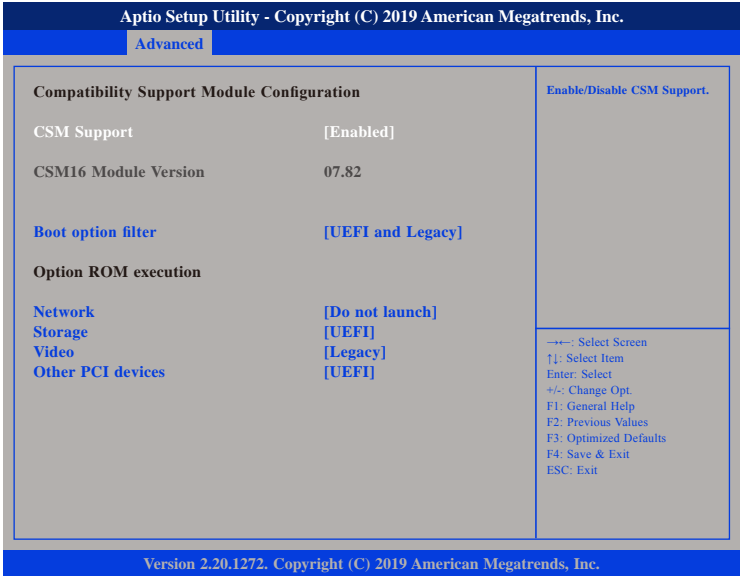 Aptio Setup Utility - Copyright (C) 2019 American Megatrends, Inc.
Advanced
Compatibility Support Module Configuration
CSM Support [Enabled]
CSM16 Module Version 07.82
Boot option filter [UEFI and Legacy]
Option ROM execution
Network [Do not launch]
Storage [UEFI]
Video [Legacy]
Other PCI devices [UEFI]
Enable/Disable CSM Support.
→←: Select Screen
↑↓: Select Item
Enter: Select
+/-: Change Opt.
F1: General Help
F2: Previous Values
F3: Optimized Defaults
F4: Save & Exit
ESC: Exit
Version 2.20.1272. Copyright (C) 2019 American Megatrends, Inc.